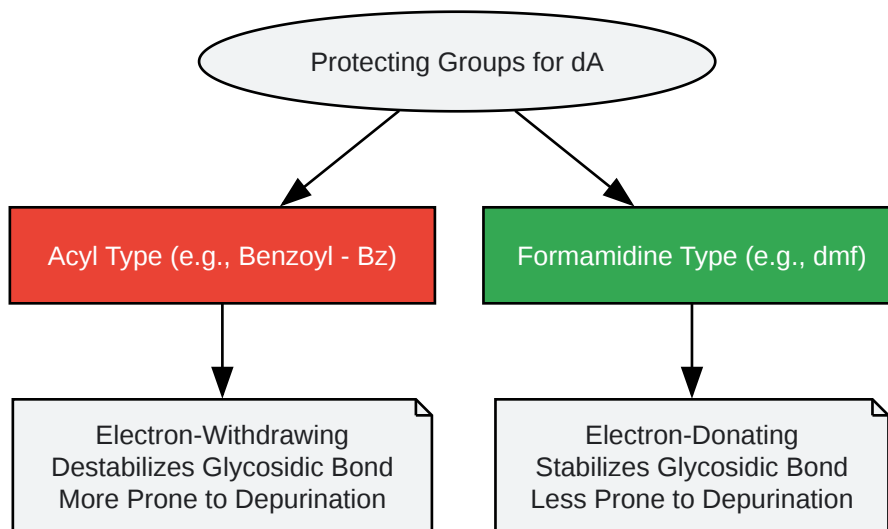 Protecting Groups for dA
Acyl Type (e.g., Benzoyl - Bz)
Formamidine Type (e.g., dmf)
Electron-Withdrawing
Destabilizes Glycosidic Bond
More Prone to Depurination
Electron-Donating
Stabilizes Glycosidic Bond
Less Prone to Depurination